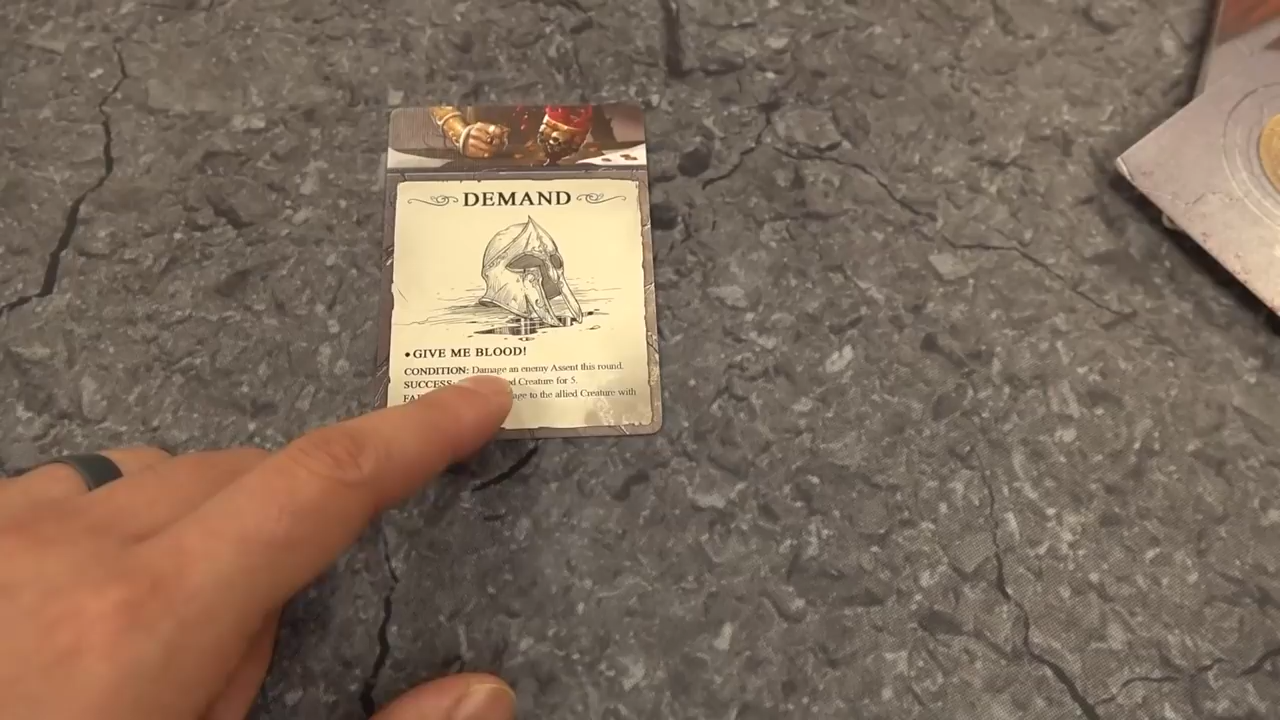 DEMAND
• GIVE ME BLOOD!
CONDITION: Damage an enemy Assent this round.
SUCCESS: Creature for 5.
to the allied Creature with